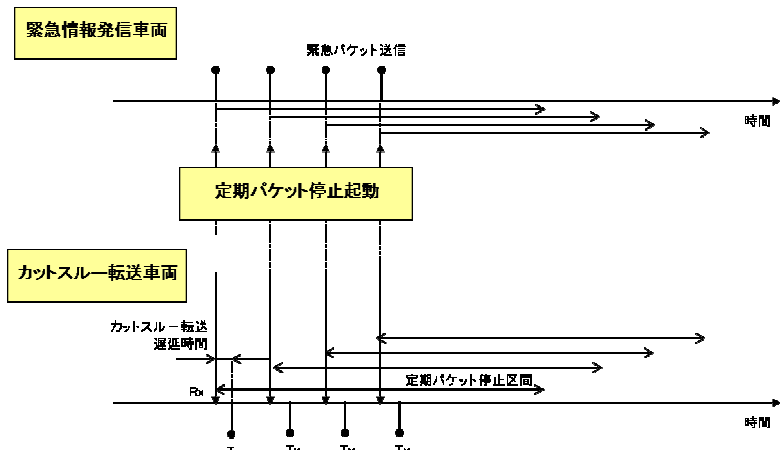 緊急情報発信車両
緊急パケット送信
時間
定期パケット停止起動
カットスルー転送車両
カットスルー転送
遅延時間
定期パケット停止区間
Rx
時間
Tx Tx Tx